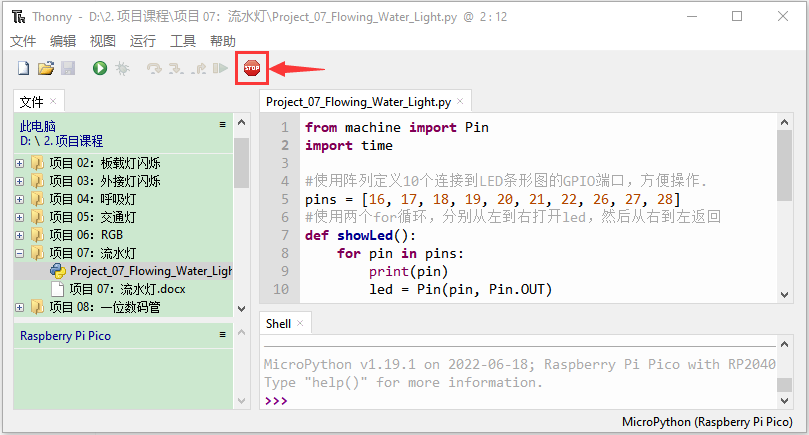 Thonny - D:\2. 项目课程\项目 07：流水灯\Project_07_Flowing_Water_Light.py @ 2 : 12
文件 编辑 视图 运行 工具 帮助
STOP
文件
此电脑
D: \ 2. 项目课程
项目 02：板载灯闪烁
项目 03：外接灯闪烁
项目 04：呼吸灯
项目 05：交通灯
项目 06：RGB
项目 07：流水灯
Project_07_Flowing_Water_Ligh
项目 07：流水灯.docx
项目 08：一位数码管
Raspberry Pi Pico
Project_07_Flowing_Water_Light.py
1 from machine import Pin
2 import time
3
4 #使用阵列定义10个连接到LED条形图的GPIO端口，方便操作.
5 pins = [16, 17, 18, 19, 20, 21, 22, 26, 27, 28]
6 #使用两个for循环，分别从左到右打开led，然后从右到左返回
7 def showLed():
8 for pin in pins:
9 print(pin)
10 led = Pin(pin, Pin.OUT)
Shell
MicroPython v1.19.1 on 2022-06-18; Raspberry Pi Pico with RP2040
Type "help()" for more information.
>>>
MicroPython (Raspberry Pi Pico)